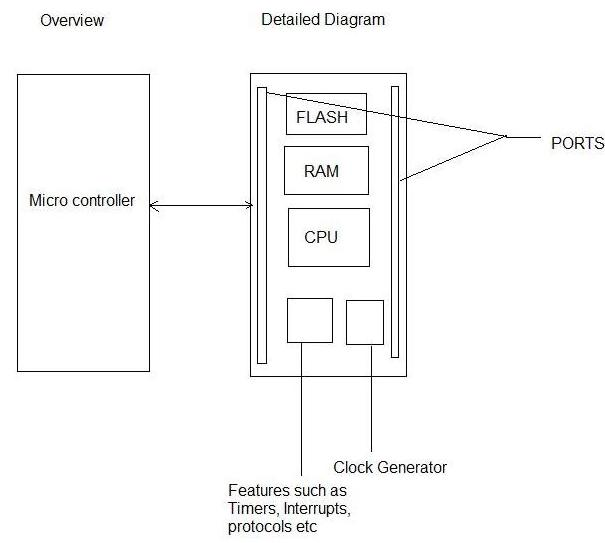 Overview
Detailed Diagram
FLASH
PORTS
RAM
Micro controller
CPU
Clock Generator
Features such as
Timers, Interrupts,
protocols etc